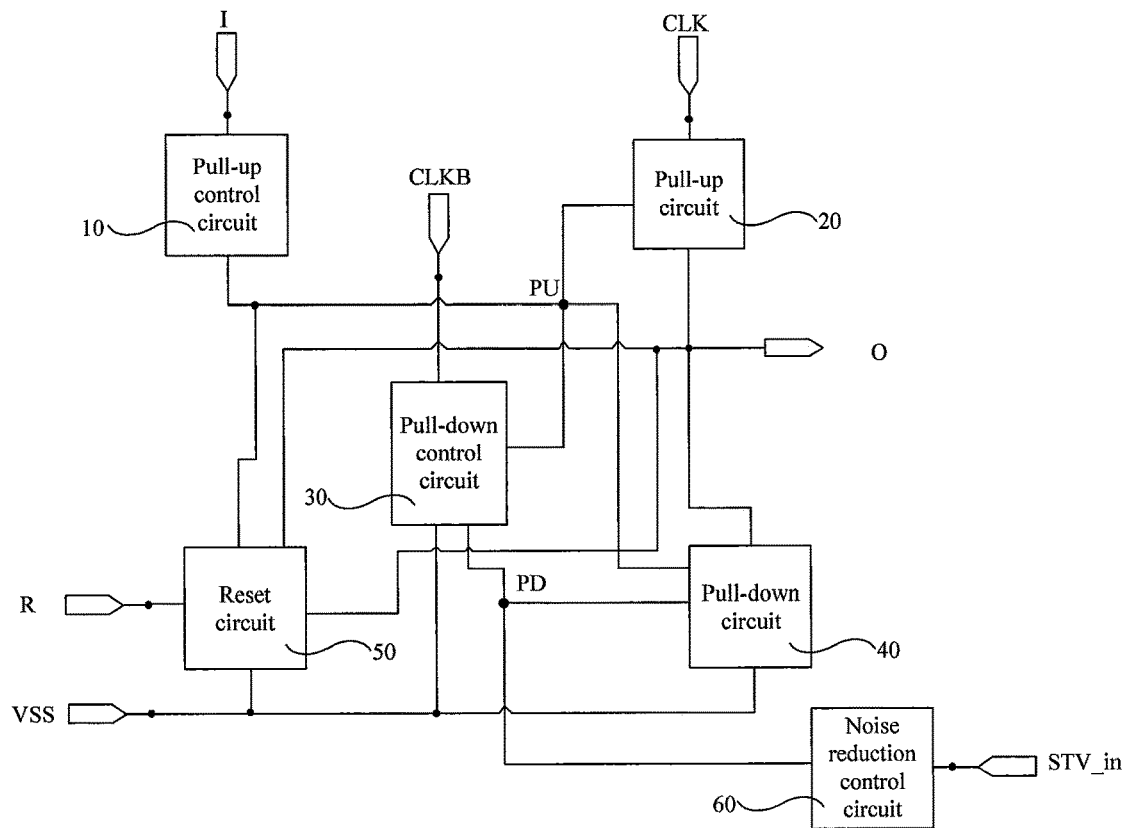 I
CLK
Pull-up
control
circuit
10
CLKB
Pull-up
circuit
20
PU
O
Pull-down
control
circuit
30
R
Reset
circuit
50
PD
Pull-down
circuit
40
VSS
Noise
reduction
control
circuit
60
STV_in